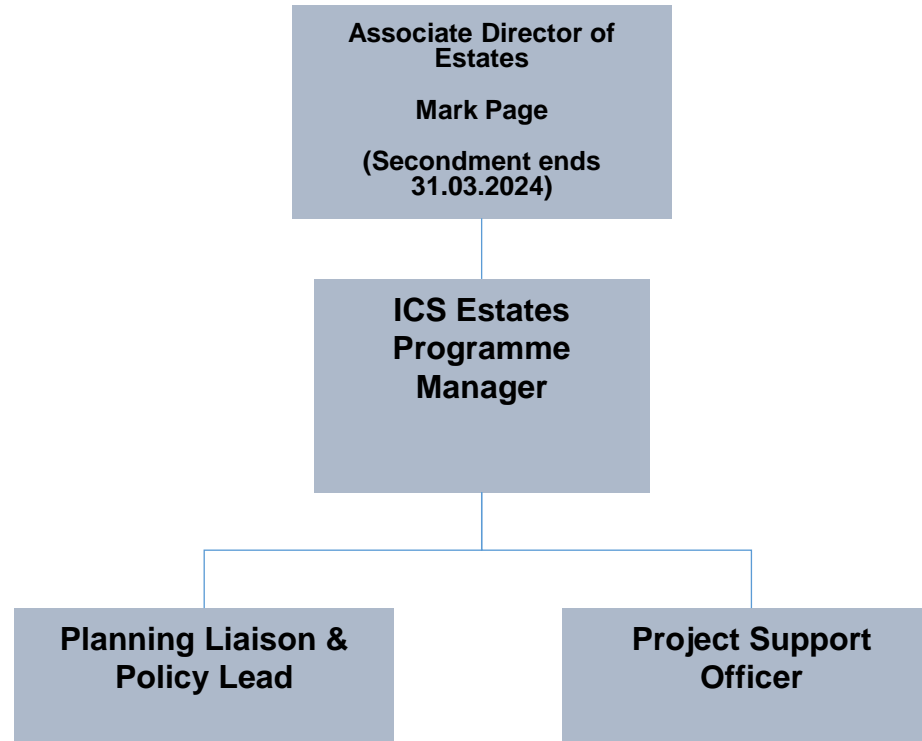 Associate Director of
Estates
Mark Page
(Secondment ends
31.03.2024)
ICS Estates
Programme
Manager
Planning Liaison &
Policy Lead
Project Support
Officer